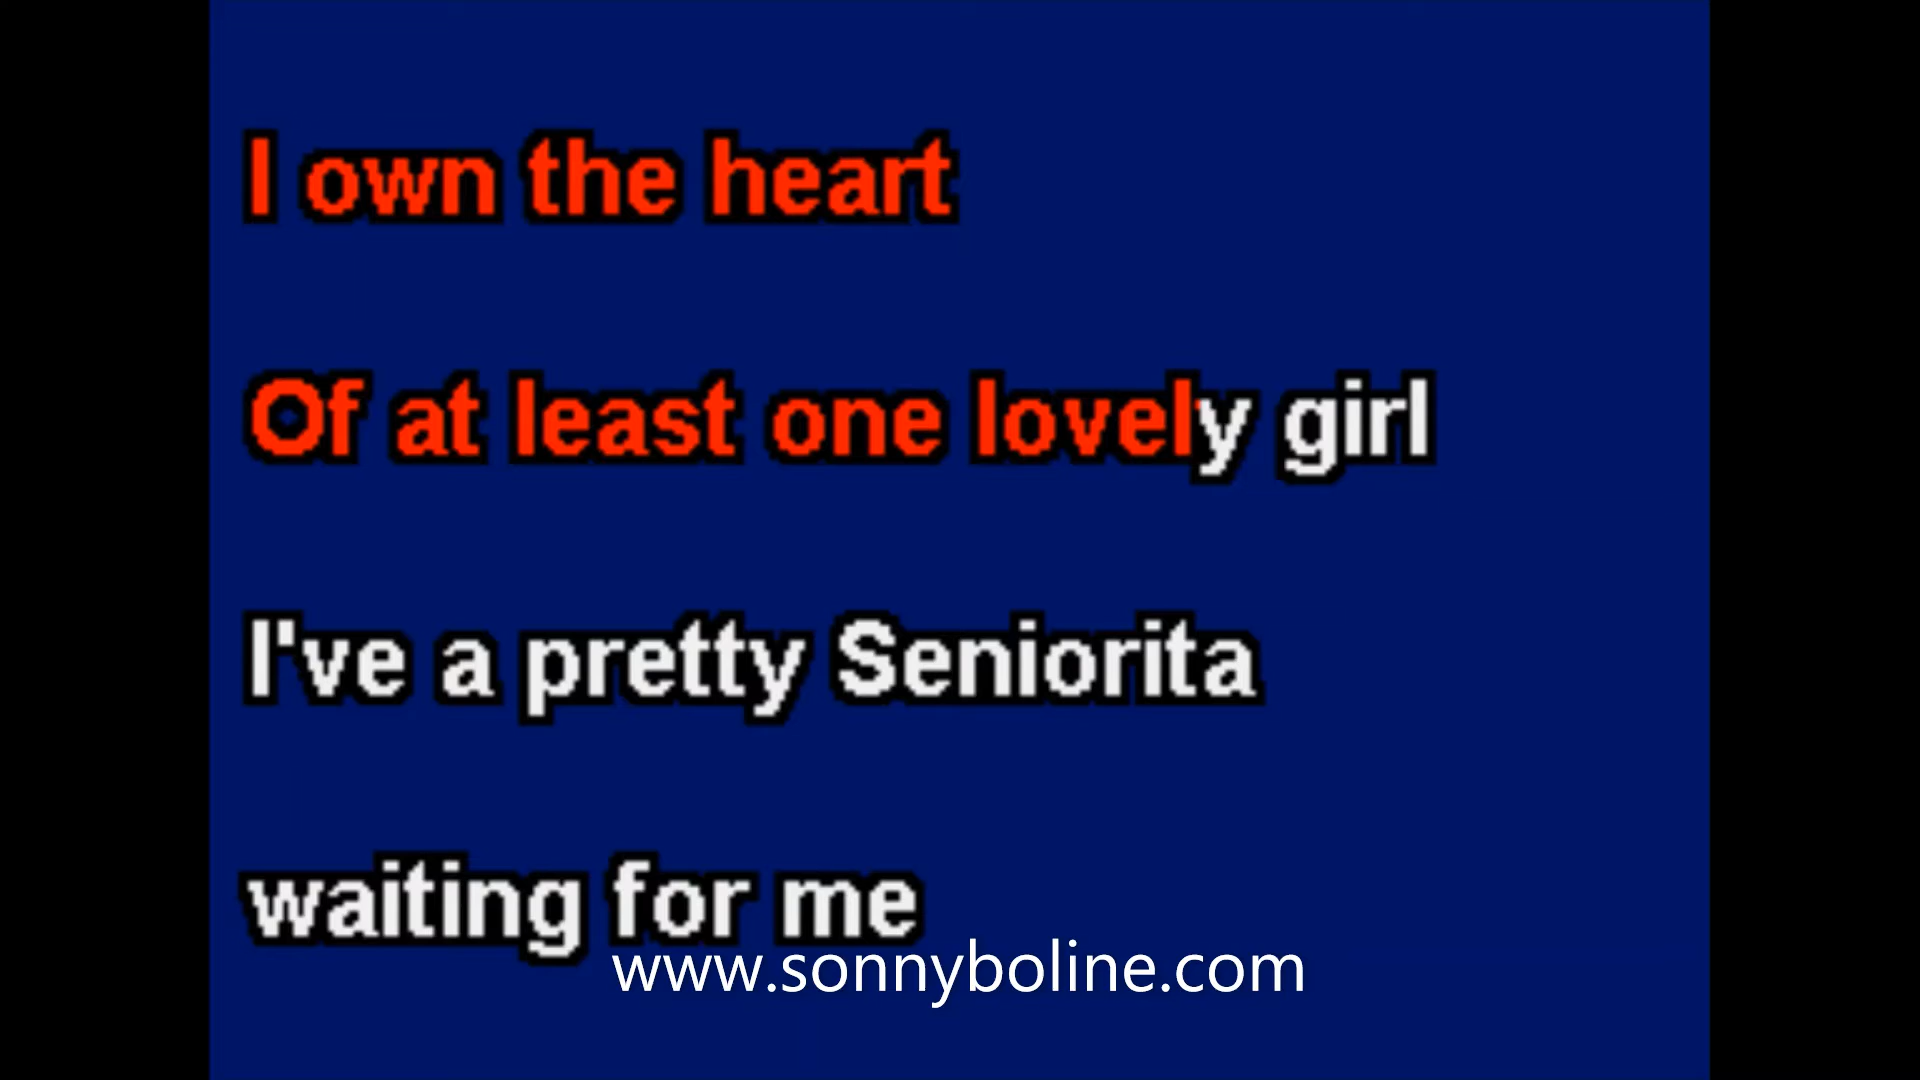 I own the heart
Of at least one lovely girl
I've a pretty Seniorita
waiting for me
www.sonnyboline.com